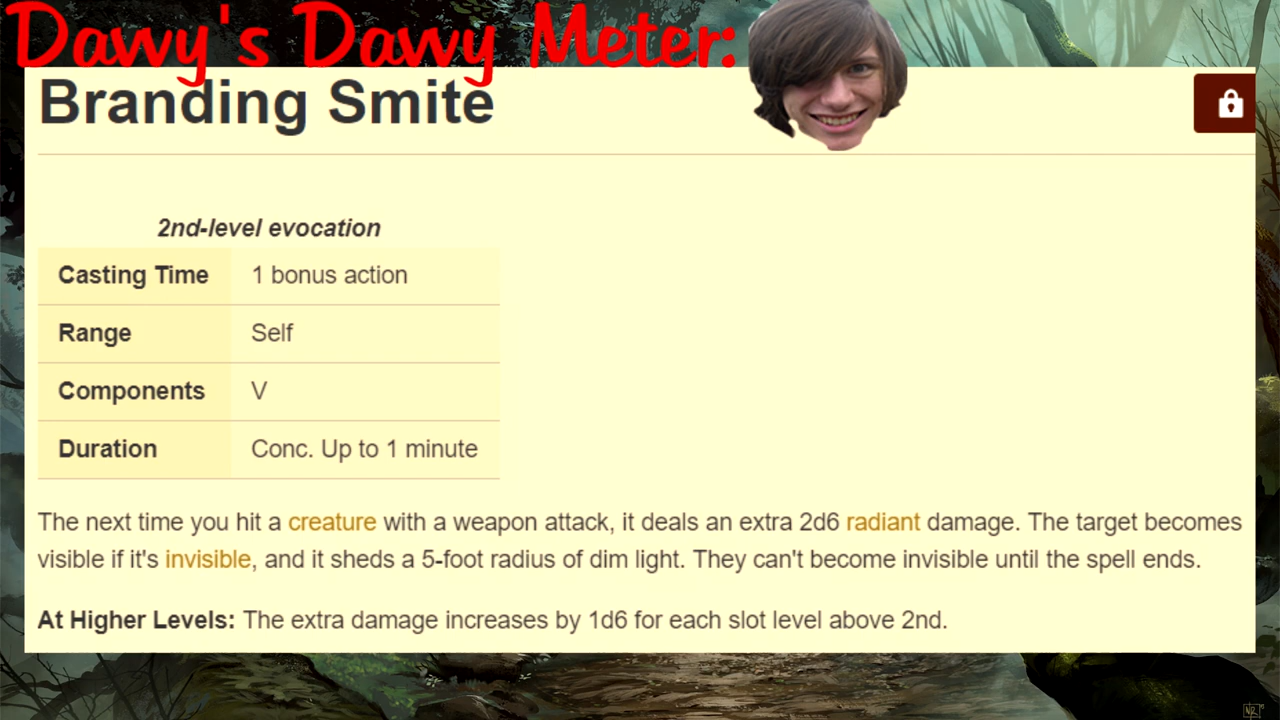 Davvy's Davvy Meter:
Branding Smite
2nd-level evocation
Casting Time 1 bonus action
Range Self
Components V
Duration Conc. Up to 1 minute
The next time you hit a creature with a weapon attack, it deals an extra 2d6 radiant damage. The target becomes
visible if it's invisible, and it sheds a 5-foot radius of dim light. They can't become invisible until the spell ends.
At Higher Levels: The extra damage increases by 1d6 for each slot level above 2nd.